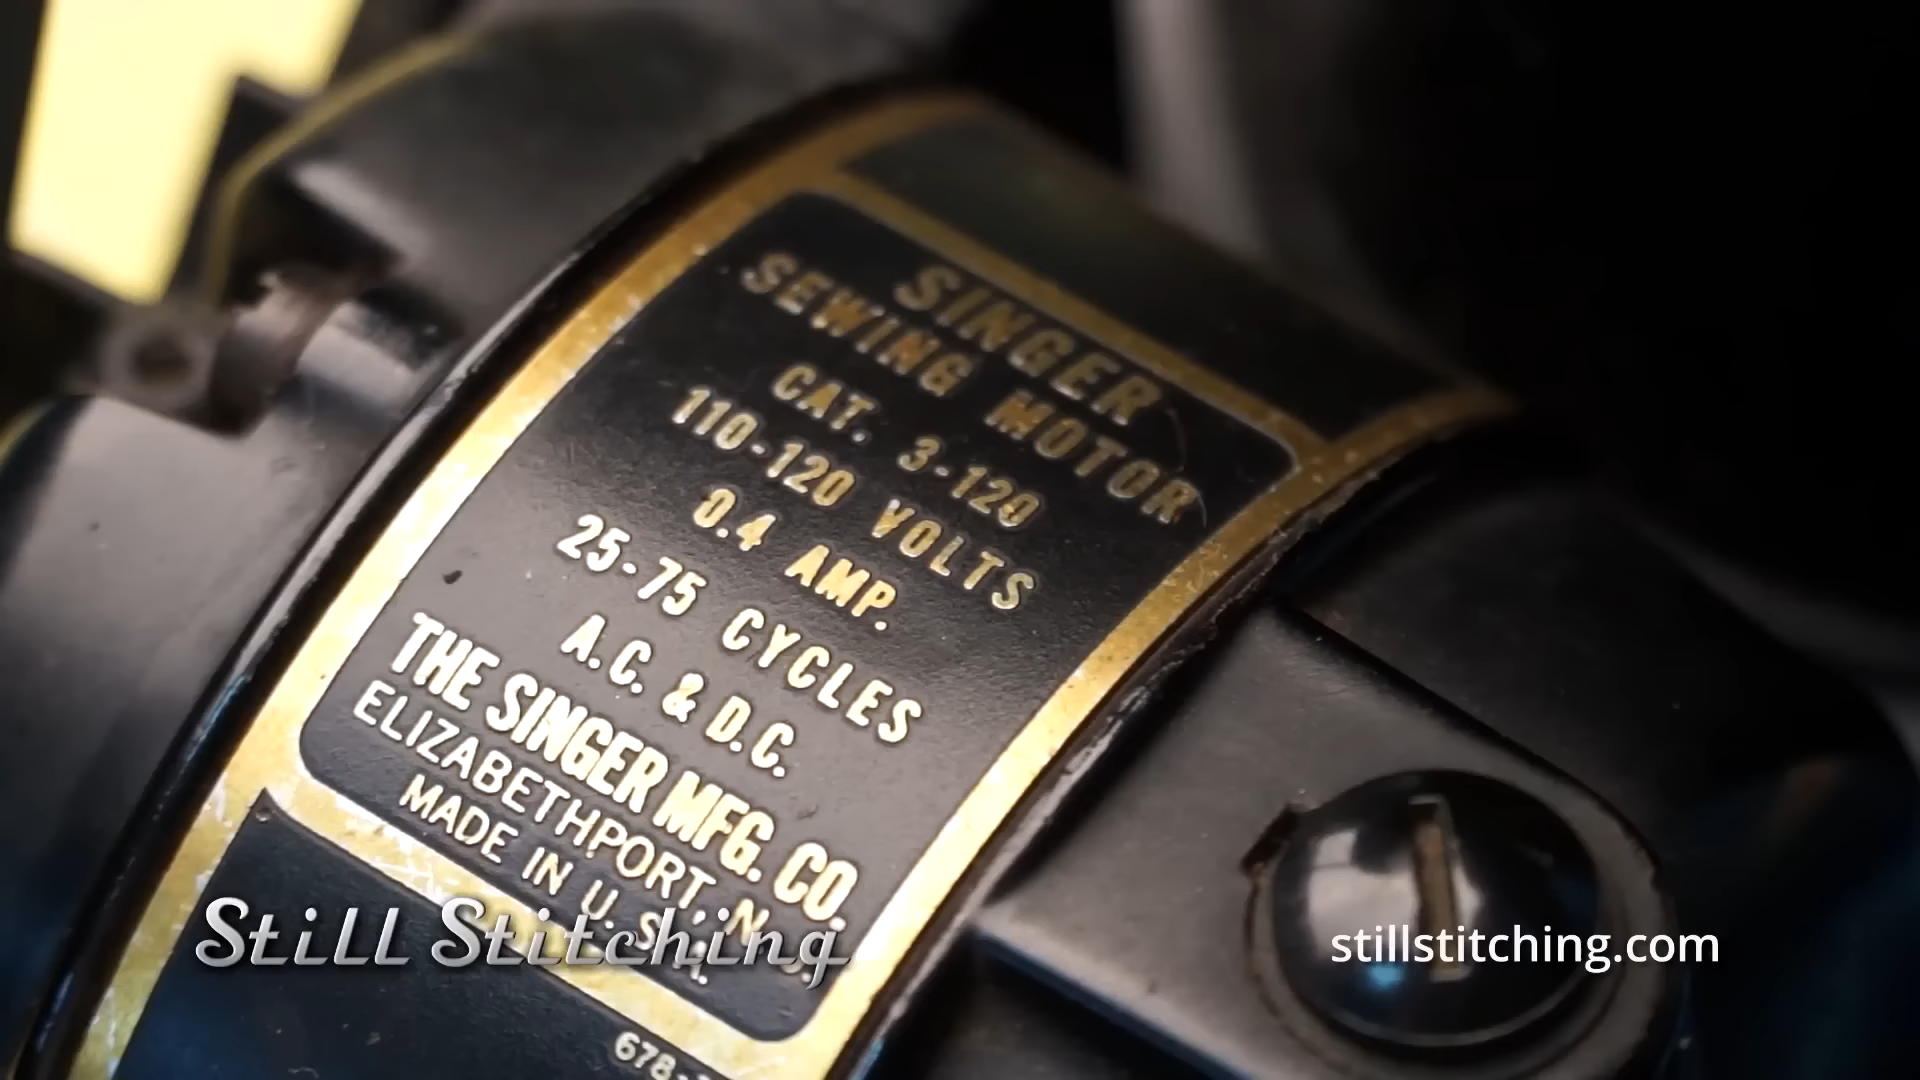 SINGER
SEWING MOTOR
CAT. 3-120
110-120 VOLTS
0.4 AMP.
25-75 CYCLES
A.C. & D.C.
THE SINGER MFG. CO.
ELIZABETHPORT, N.J.
MADE IN U.S.A.
678-
Still Stitching
stillstitching.com